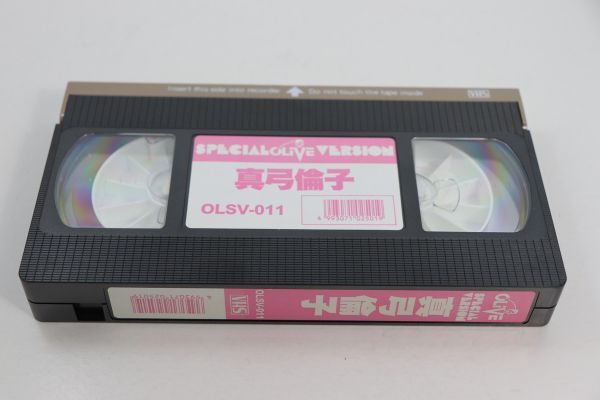 Insert this side into recorder
Do not touch the tape inside
VHS
SPECIAL OLIVE VERSION
真弓倫子
OLSV-011
OLIVE
SPECIAL
VERSION
真弓倫子
VHS
OLSV-011